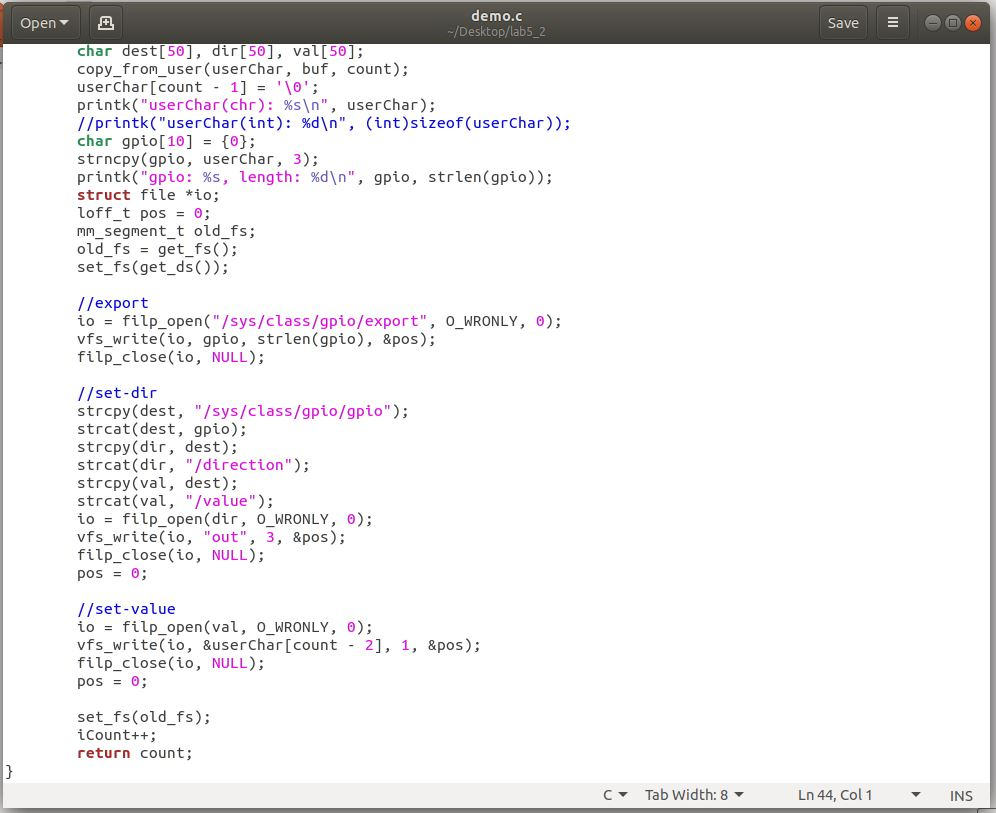 Open
demo.c
~/Desktop/lab5_2
Save
char dest[50], dir[50], val[50];
copy_from_user(userChar, buf, count);
userChar[count - 1] = '\0';
printk("userChar(chr): %s\n", userChar);
//printk("userChar(int): %d\n", (int)sizeof(userChar));
char gpio[10] = {0};
strncpy(gpio, userChar, 3);
printk("gpio: %s, length: %d\n", gpio, strlen(gpio));
struct file *io;
loff_t pos = 0;
mm_segment_t old_fs;
old_fs = get_fs();
set_fs(get_ds());
//export
io = filp_open("/sys/class/gpio/export", O_WRONLY, 0);
vfs_write(io, gpio, strlen(gpio), &pos);
filp_close(io, NULL);
//set-dir
strcpy(dest, "/sys/class/gpio/gpio");
strcat(dest, gpio);
strcpy(dir, dest);
strcat(dir, "/direction");
strcpy(val, dest);
strcat(val, "/value");
io = filp_open(dir, O_WRONLY, 0);
vfs_write(io, "out", 3, &pos);
filp_close(io, NULL);
pos = 0;
//set-value
io = filp_open(val, O_WRONLY, 0);
vfs_write(io, &userChar[count - 2], 1, &pos);
filp_close(io, NULL);
pos = 0;
set_fs(old_fs);
iCount++;
return count;
}
C Tab Width: 8 Ln 44, Col 1 INS